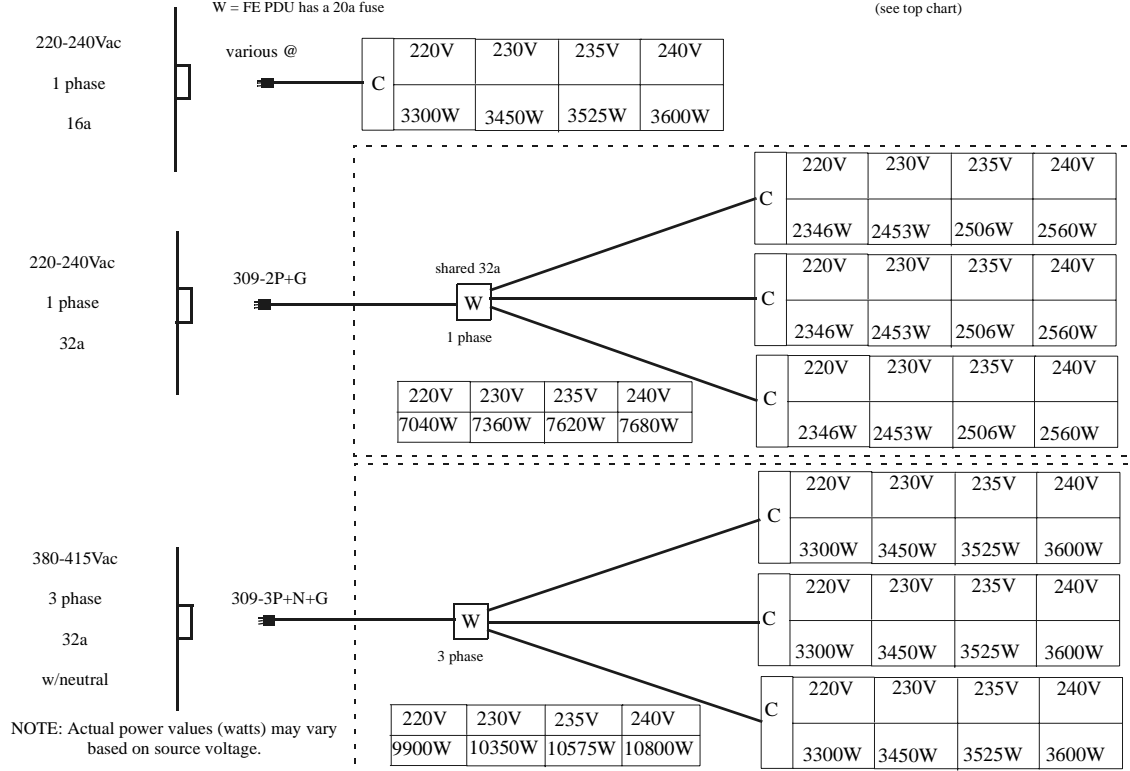 W = FE PDU has a 20a fuse
(see top chart)
220-240Vac
1 phase
16a
various @
C
220V 230V 235V 240V
3300W 3450W 3525W 3600W
220-240Vac
1 phase
32a
309-2P+G
shared 32a
W
1 phase
220V 230V 235V 240V
7040W 7360W 7620W 7680W
C
220V 230V 235V 240V
2346W 2453W 2506W 2560W
C
220V 230V 235V 240V
2346W 2453W 2506W 2560W
C
220V 230V 235V 240V
2346W 2453W 2506W 2560W
380-415Vac
3 phase
32a
w/neutral
309-3P+N+G
W
3 phase
220V 230V 235V 240V
9900W 10350W 10575W 10800W
C
220V 230V 235V 240V
3300W 3450W 3525W 3600W
C
220V 230V 235V 240V
3300W 3450W 3525W 3600W
C
220V 230V 235V 240V
3300W 3450W 3525W 3600W
NOTE: Actual power values (watts) may vary
based on source voltage.